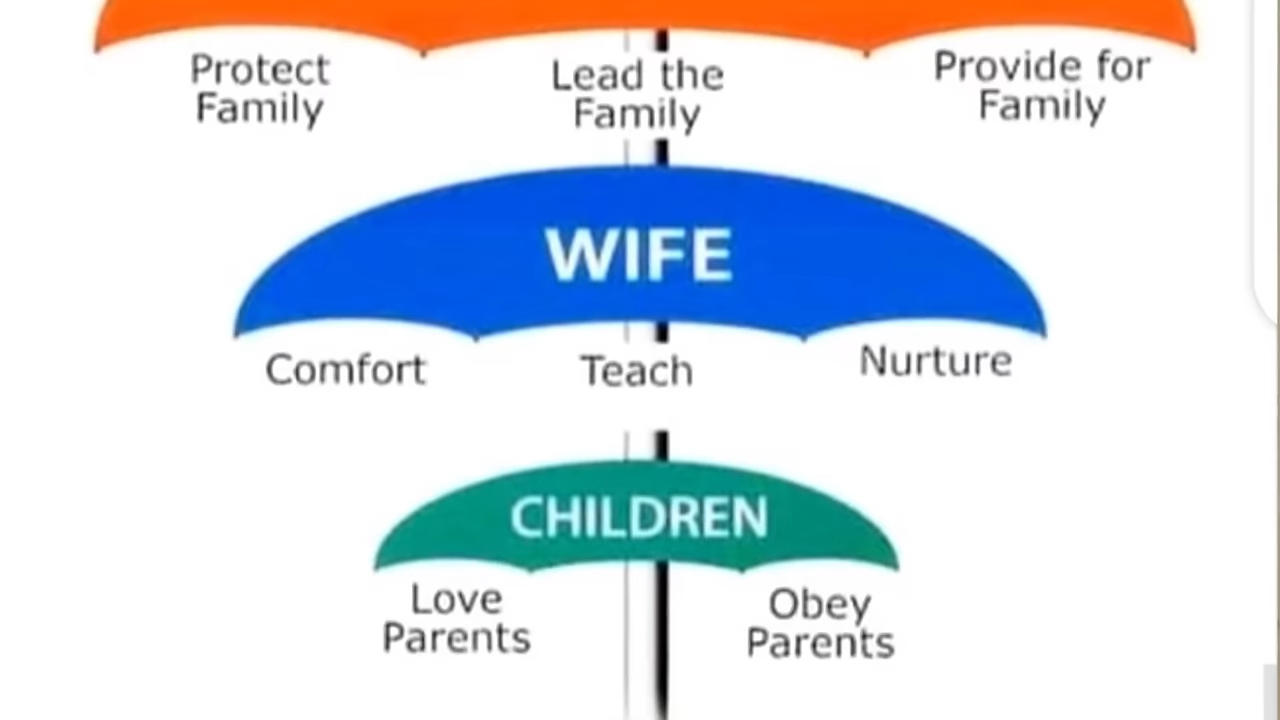 Protect
Family
Lead the
Family
Provide for
Family
WIFE
Comfort
Teach
Nurture
CHILDREN
Love
Parents
Obey
Parents